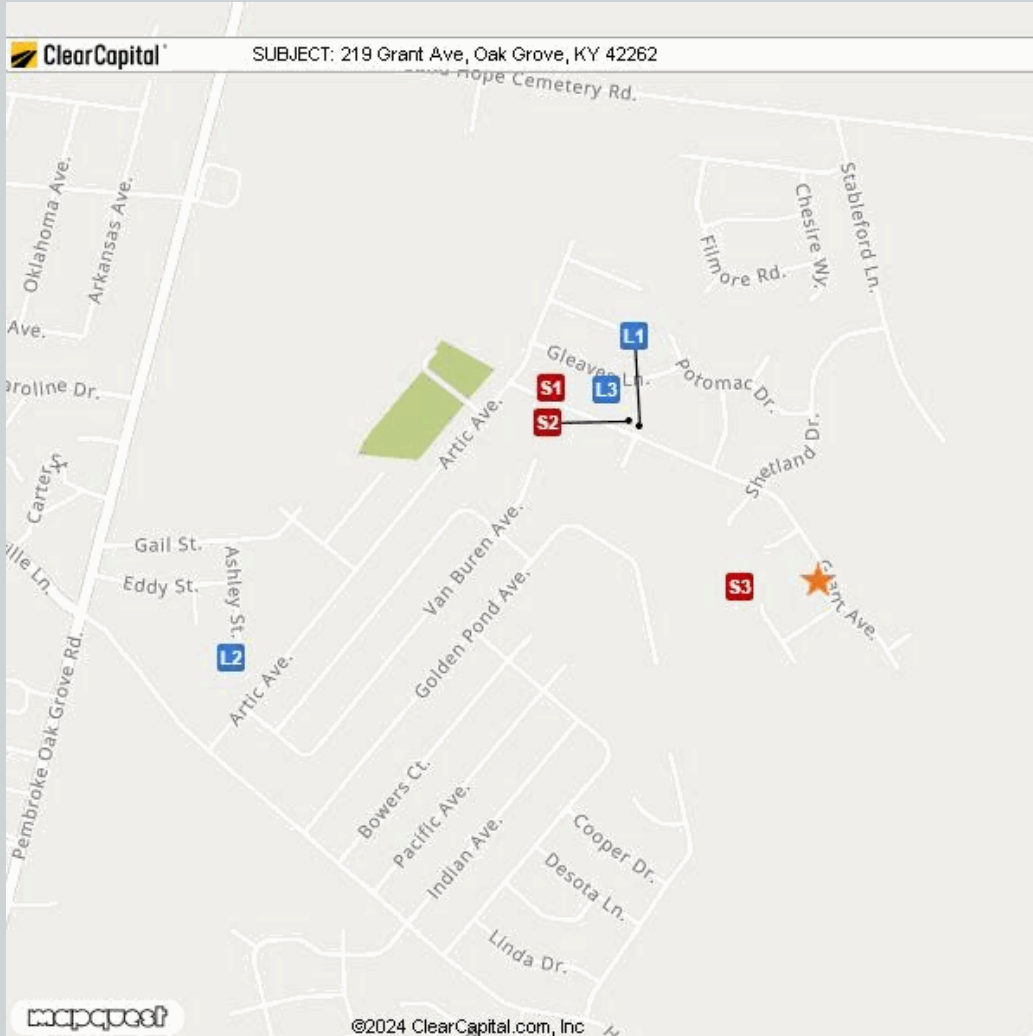 ClearCapital
SUBJECT: 219 Grant Ave, Oak Grove, KY 42262
Hope Cemetery Rd.
Oklahoma Ave.
Arkansas Ave.
Stableford Ln.
Chesire Wy.
Filmore Rd.
Ave.
L1
Gleaves Ln.
Potomac Dr.
S1
L3
S2
Artic Ave.
Shetland Dr.
Carter
Gail St.
Eddy St.
Ashley St.
Van Buren Ave.
Golden Pond Ave.
S3
Grant Ave.
L2
Artic Ave.
Pembroke Oak Grove Rd.
Bowers Ct.
Pacific Ave.
Indian Ave.
Cooper Dr.
Desota Ln.
Linda Dr.
mapquest
©2024 ClearCapital.com, Inc